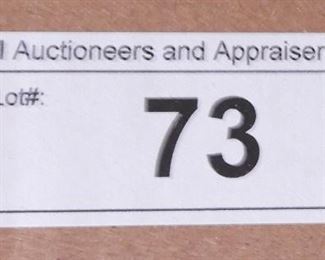 Auctioneers and Appraiser
Lot#:
73